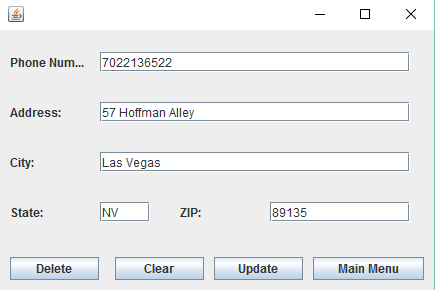 Phone Num... 7022136522
Address: 57 Hoffman Alley
City: Las Vegas
State: NV ZIP: 89135
Delete Clear Update Main Menu